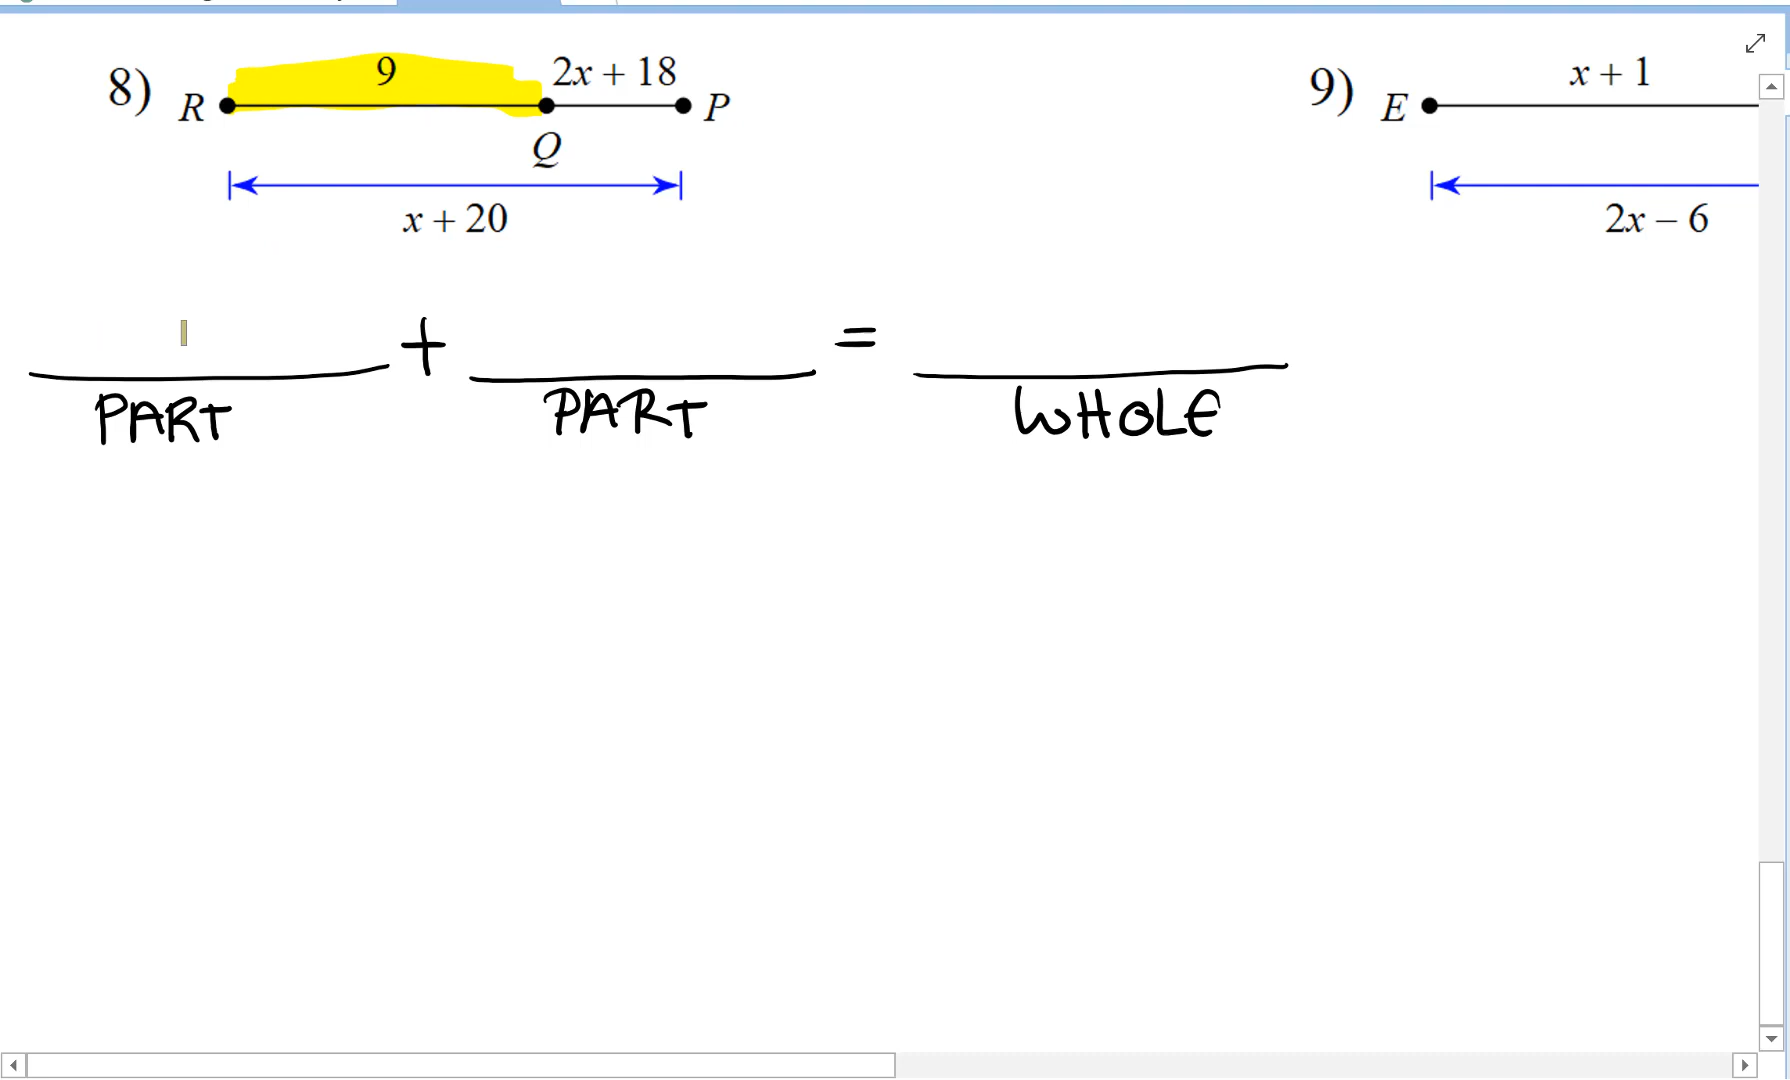 8) R 9 2x + 18 P
Q
x + 20
9) E x + 1
2x − 6
+ =
PART PART WHOLE